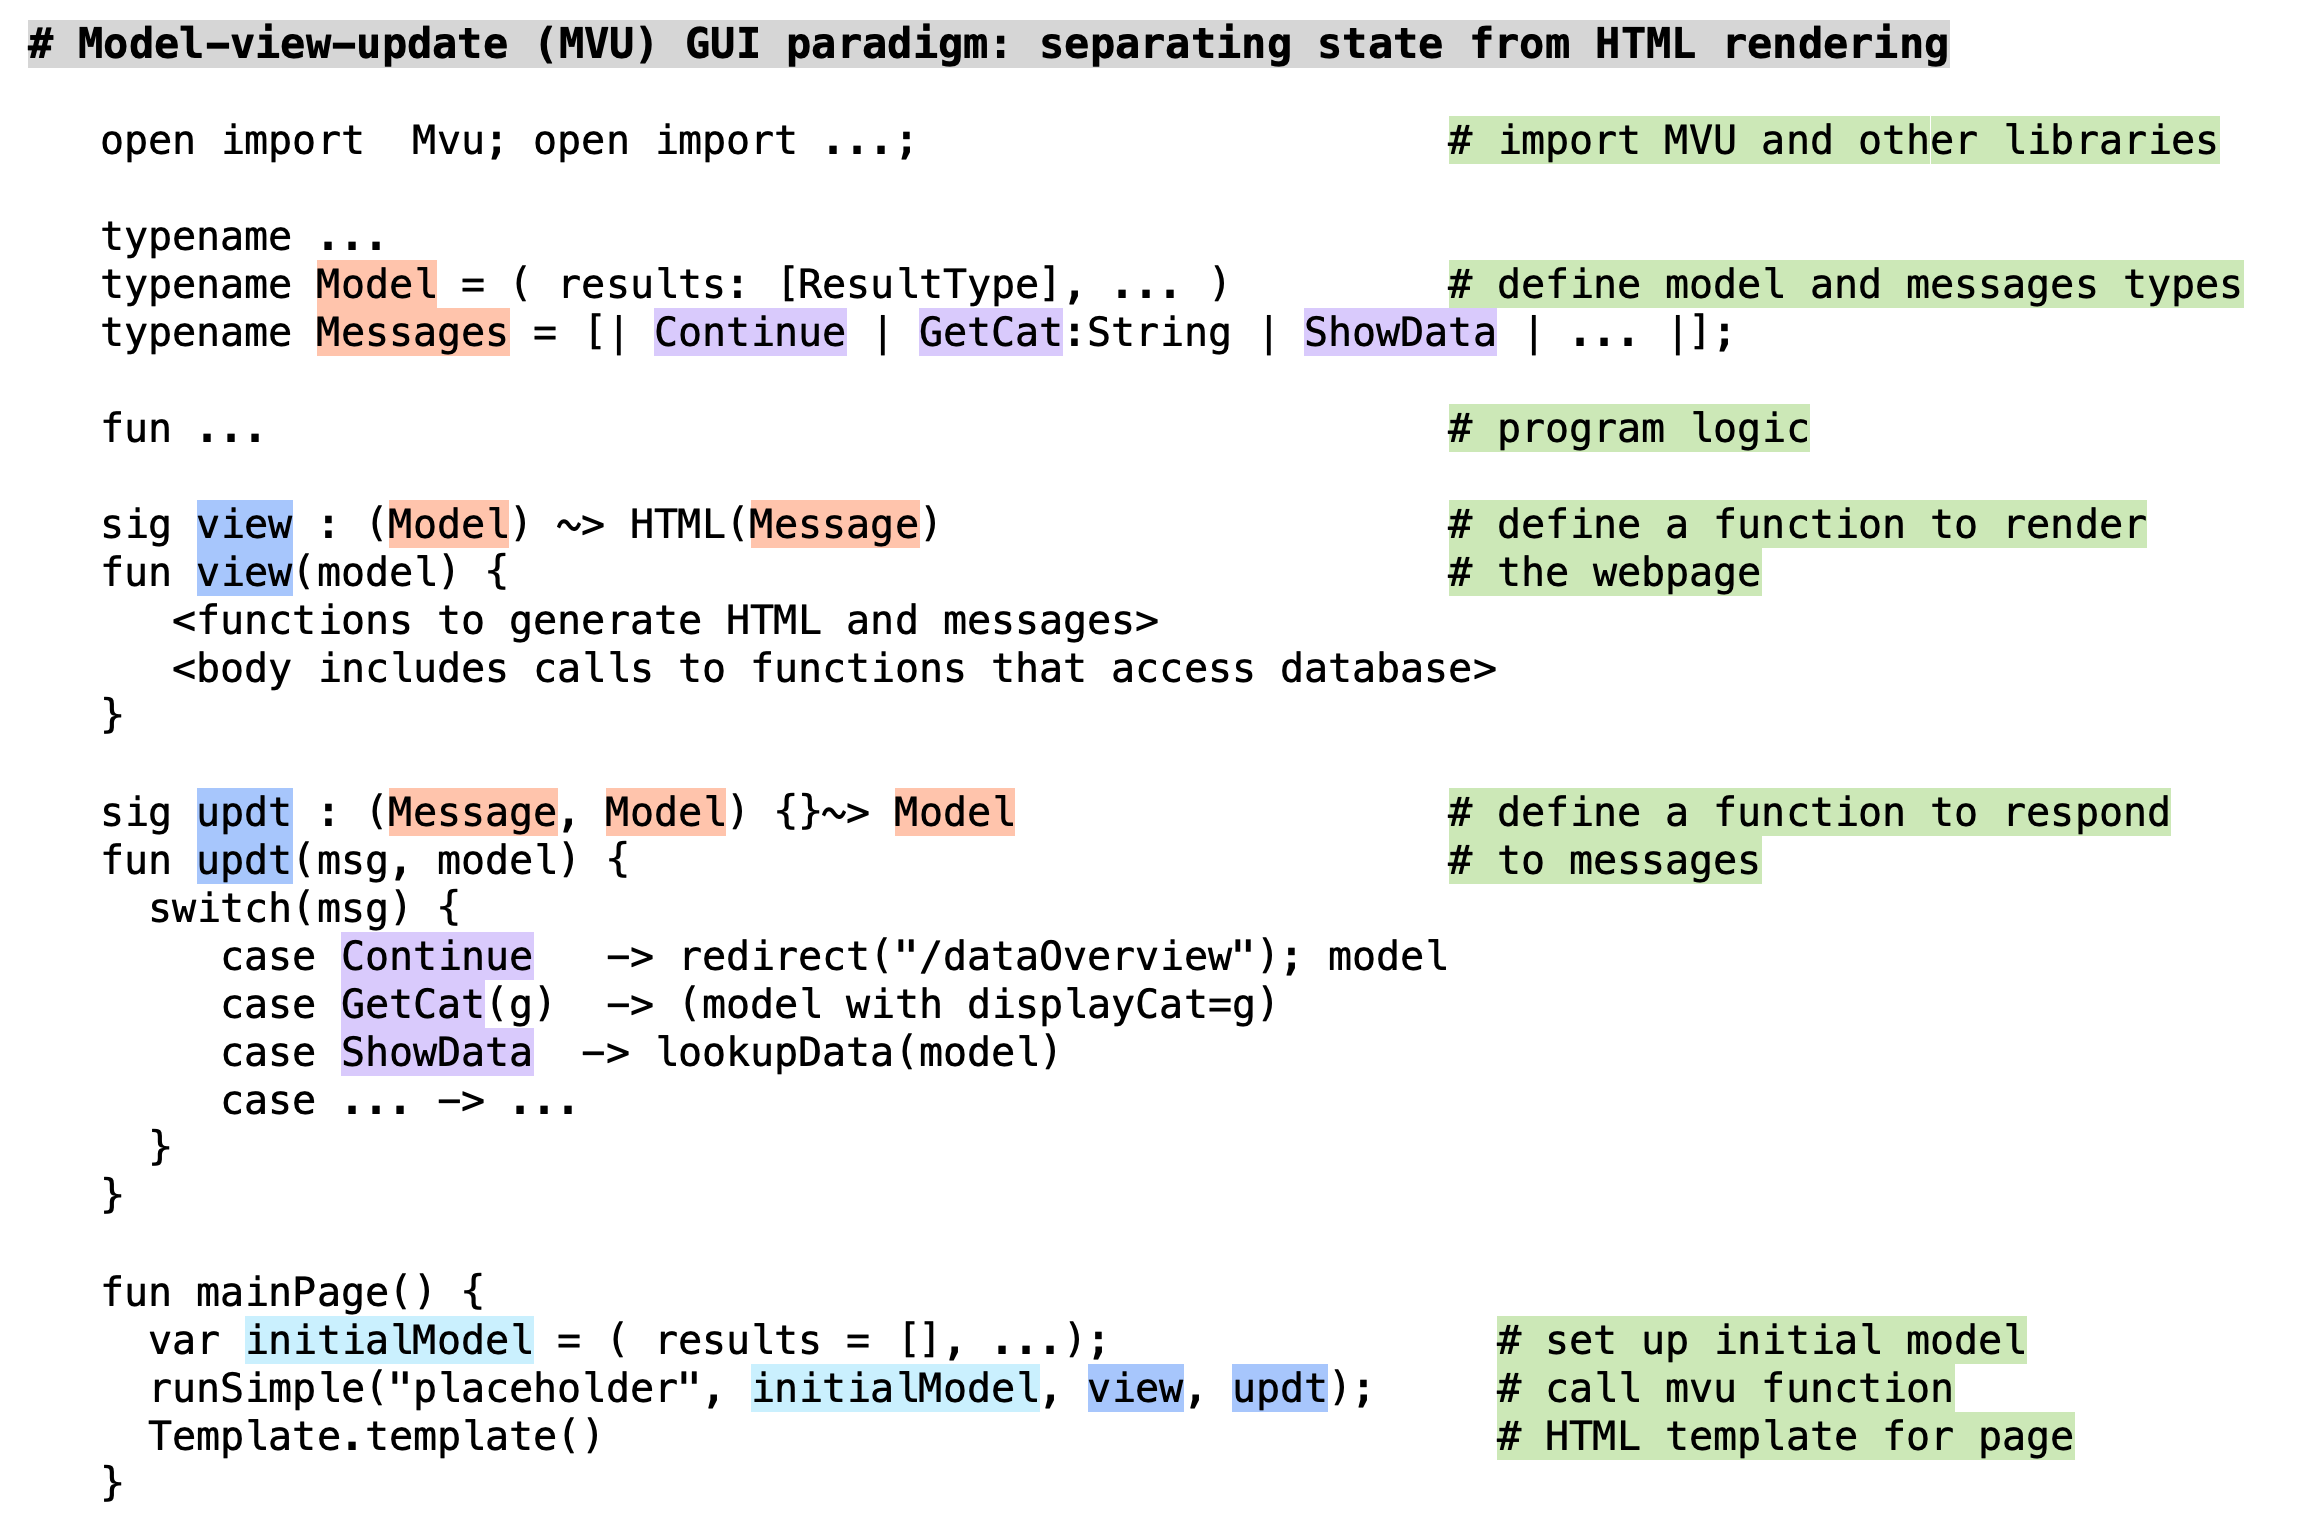 # Model-view-update (MVU) GUI paradigm: separating state from HTML rendering
open import  Mvu; open import ...; # import MVU and other libraries
typename ...
typename Model = ( results: [ResultType], ... ) # define model and messages types
typename Messages = [| Continue | GetCat:String | ShowData | ... |];
fun ... # program logic
sig view : (Model) ~> HTML(Message) # define a function to render
fun view(model) { # the webpage
<functions to generate HTML and messages>
<body includes calls to functions that access database>
}
sig updt : (Message, Model) {}~> Model # define a function to respond
fun updt(msg, model) { # to messages
switch(msg) {
case Continue   -> redirect("/dataOverview"); model
case GetCat(g)  -> (model with displayCat=g)
case ShowData  -> lookupData(model)
case ... -> ...
}
}
fun mainPage() {
var initialModel = ( results = [], ...); # set up initial model
runSimple("placeholder", initialModel, view, updt); # call mvu function
Template.template() # HTML template for page
}